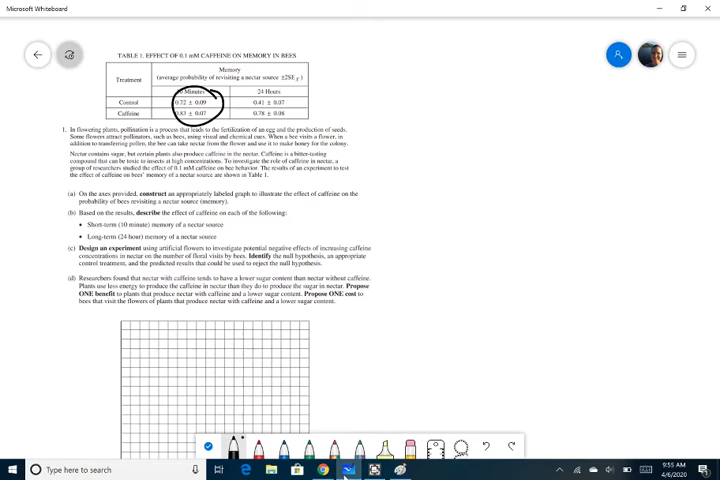 Microsoft Whiteboard
TABLE 1. EFFECT OF 0.1 mM CAFFEINE ON MEMORY IN BEES
Treatment
Memory
(average probability of revisiting a nectar source ±2SE x̄ )
10 Minutes 24 Hours
Control 0.72 ± 0.09 0.41 ± 0.07
Caffeine 0.83 ± 0.07 0.78 ± 0.08
1. In flowering plants, pollination is a process that leads to the fertilization of an egg and the production of seeds.
Some flowers attract pollinators, such as bees, using visual and chemical cues. When a bee visits a flower, in
addition to transferring pollen, the bee can take nectar from the flower and use it to make honey for the colony.
Nectar contains sugar, but certain plants also produce caffeine in the nectar. Caffeine is a bitter-tasting
compound that can be toxic to insects at high concentrations. To investigate the role of caffeine in nectar, a
group of researchers studied the effect of 0.1 mM caffeine on bee behavior. The results of an experiment to test
the effect of caffeine on bees' memory of a nectar source are shown in Table 1.
(a) On the axes provided, construct an appropriately labeled graph to illustrate the effect of caffeine on the
probability of bees revisiting a nectar source (memory).
(b) Based on the results, describe the effect of caffeine on each of the following:
• Short-term (10 minute) memory of a nectar source
• Long-term (24 hour) memory of a nectar source
(c) Design an experiment using artificial flowers to investigate potential negative effects of increasing caffeine
concentrations in nectar on the number of floral visits by bees. Identify the null hypothesis, an appropriate
control treatment, and the predicted results that could be used to reject the null hypothesis.
(d) Researchers found that nectar with caffeine tends to have a lower sugar content than nectar without caffeine.
Plants use less energy to produce the caffeine in nectar than they do to produce the sugar in nectar. Propose
ONE benefit to plants that produce nectar with caffeine and a lower sugar content. Propose ONE cost to
bees that visit the flowers of plants that produce nectar with caffeine and a lower sugar content.
Type here to search
9:55 AM
4/6/2020